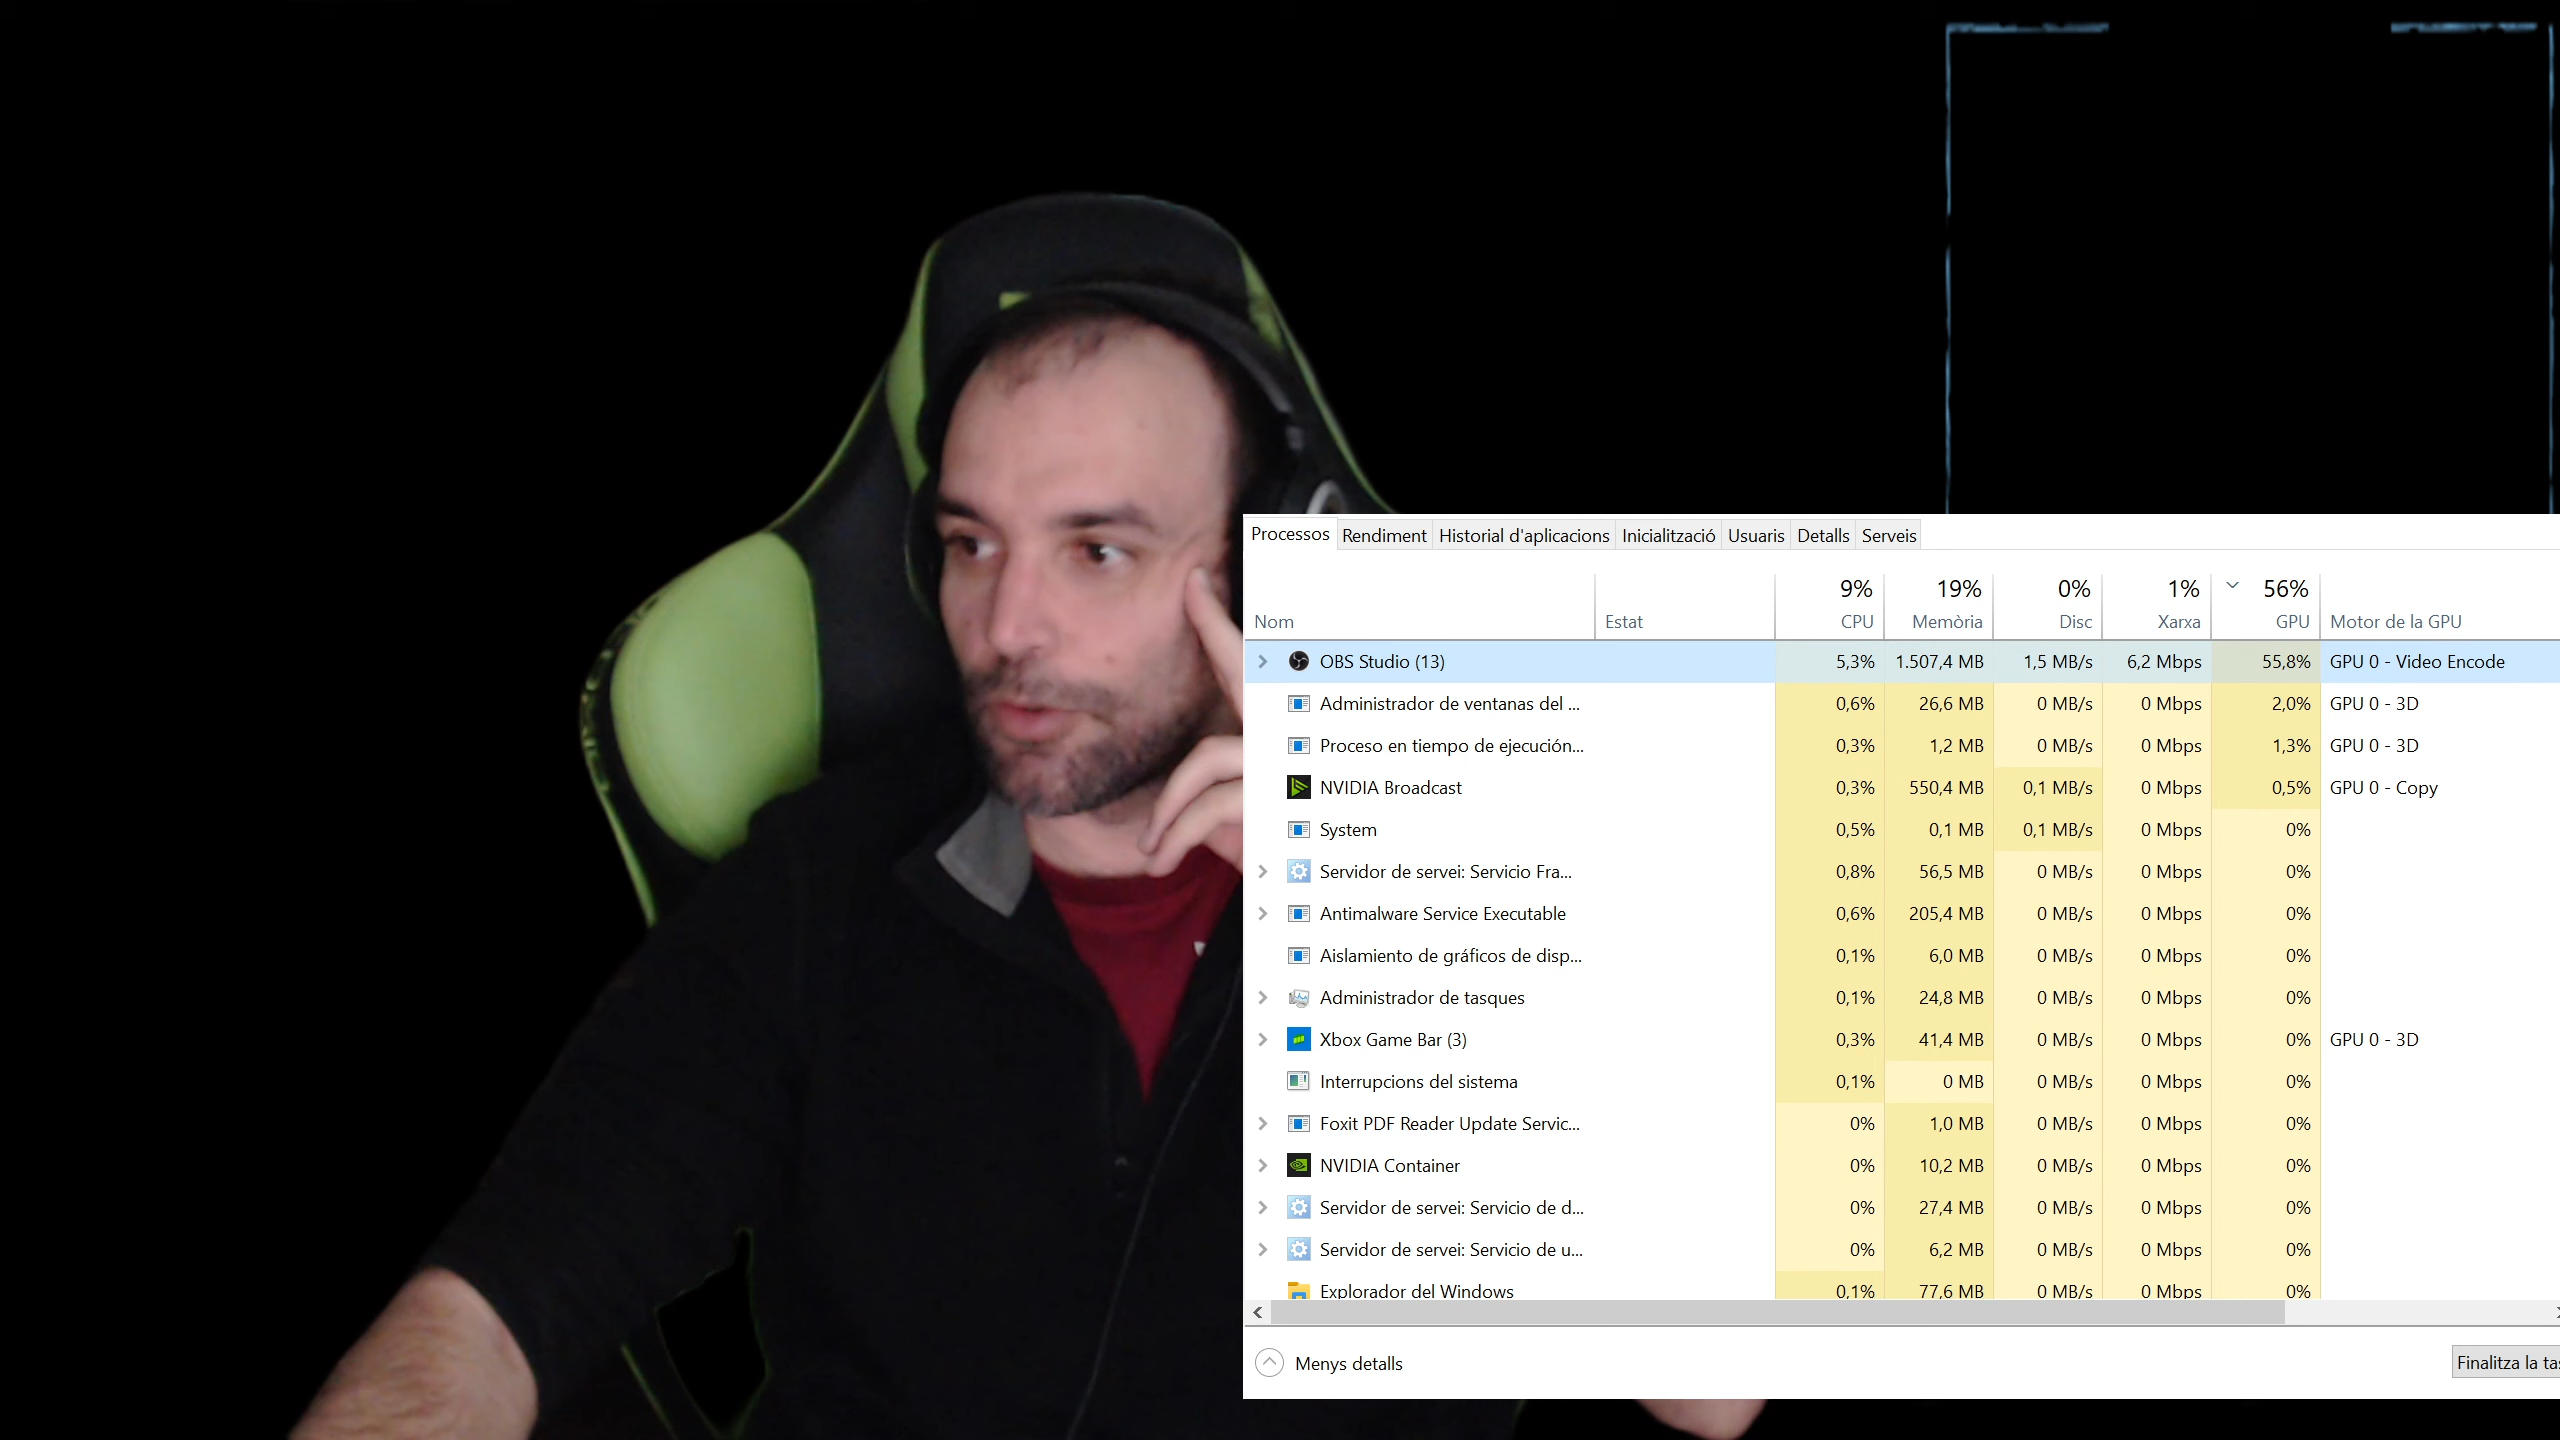 Processos Rendiment Historial d'aplicacions Inicialització Usuaris Detalls Serveis
9% 19% 0% 1% 56%
Nom Estat CPU Memòria Disc Xarxa GPU Motor de la GPU
OBS Studio (13) 5,3% 1.507,4 MB 1,5 MB/s 6,2 Mbps 55,8% GPU 0 - Video Encode
Administrador de ventanas del ... 0,6% 26,6 MB 0 MB/s 0 Mbps 2,0% GPU 0 - 3D
Proceso en tiempo de ejecución... 0,3% 1,2 MB 0 MB/s 0 Mbps 1,3% GPU 0 - 3D
NVIDIA Broadcast 0,3% 550,4 MB 0,1 MB/s 0 Mbps 0,5% GPU 0 - Copy
System 0,5% 0,1 MB 0,1 MB/s 0 Mbps 0%
Servidor de servei: Servicio Fra... 0,8% 56,5 MB 0 MB/s 0 Mbps 0%
Antimalware Service Executable 0,6% 205,4 MB 0 MB/s 0 Mbps 0%
Aislamiento de gráficos de disp... 0,1% 6,0 MB 0 MB/s 0 Mbps 0%
Administrador de tasques 0,1% 24,8 MB 0 MB/s 0 Mbps 0%
Xbox Game Bar (3) 0,3% 41,4 MB 0 MB/s 0 Mbps 0% GPU 0 - 3D
Interrupcions del sistema 0,1% 0 MB 0 MB/s 0 Mbps 0%
Foxit PDF Reader Update Servic... 0% 1,0 MB 0 MB/s 0 Mbps 0%
NVIDIA Container 0% 10,2 MB 0 MB/s 0 Mbps 0%
Servidor de servei: Servicio de d... 0% 27,4 MB 0 MB/s 0 Mbps 0%
Servidor de servei: Servicio de u... 0% 6,2 MB 0 MB/s 0 Mbps 0%
Explorador del Windows 0,1% 77,6 MB 0 MB/s 0 Mbps 0%
Menys detalls
Finalitza la ta